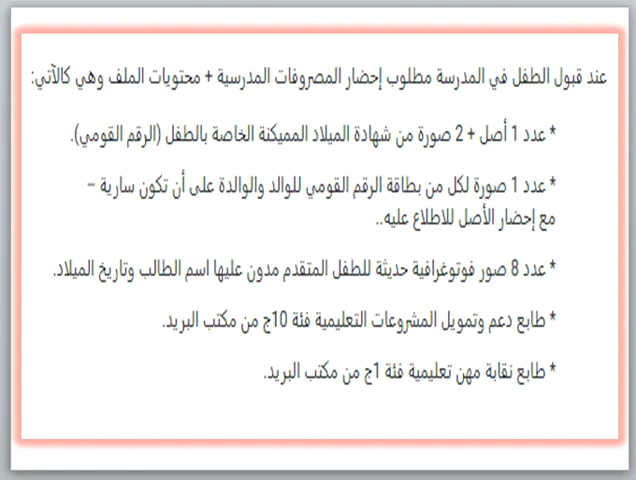 عند قبول الطفل في المدرسة مطلوب إحضار المصروفات المدرسية + محتويات الملف وهي كالآتي:
* عدد 1 أصل + 2 صورة من شهادة الميلاد المميكنة الخاصة بالطفل (الرقم القومي).
* عدد 1 صورة لكل من بطاقة الرقم القومي للوالد والوالدة على أن تكون سارية –
مع إحضار الأصل للاطلاع عليه..
* عدد 8 صور فوتوغرافية حديثة للطفل المتقدم مدون عليها اسم الطالب وتاريخ الميلاد.
* طابع دعم وتمويل المشروعات التعليمية فئة 10ج من مكتب البريد.
* طابع نقابة مهن تعليمية فئة 1ج من مكتب البريد.